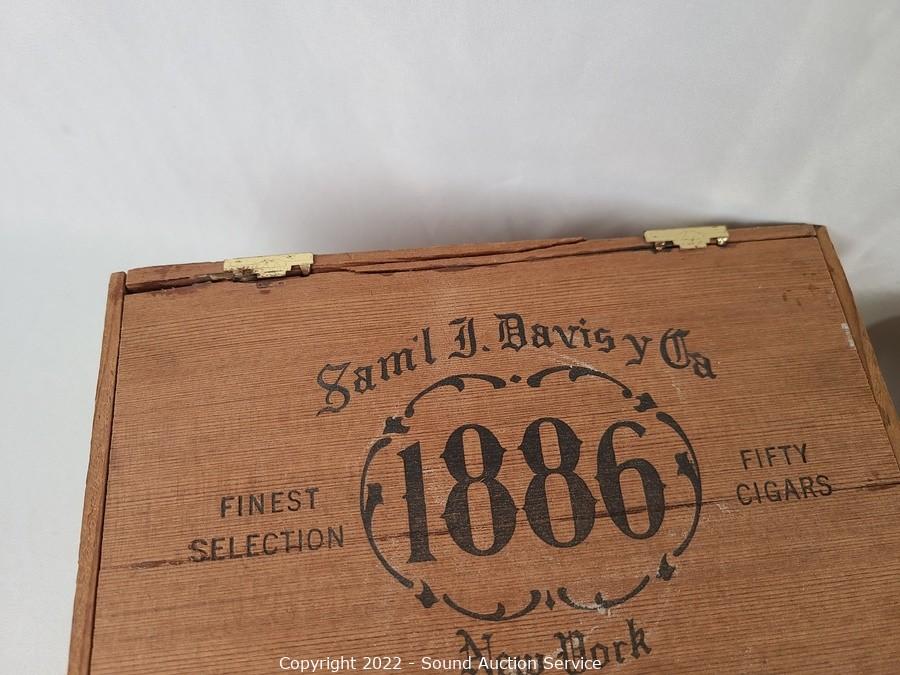 Sam'l J. Davis y Ca
1886
FINEST
SELECTION
FIFTY
CIGARS
New York
Copyright 2022 - Sound Auction Service